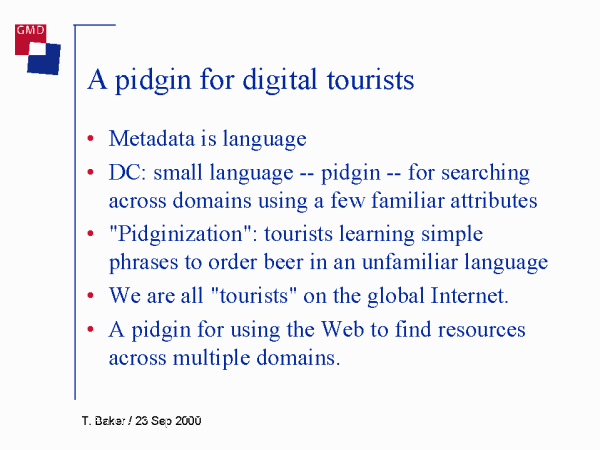 GMD
A pidgin for digital tourists
• Metadata is language
• DC: small language -- pidgin -- for searching
across domains using a few familiar attributes
• "Pidginization": tourists learning simple
phrases to order beer in an unfamiliar language
• We are all "tourists" on the global Internet.
• A pidgin for using the Web to find resources
across multiple domains.
T. Baker / 23 Sep 2000